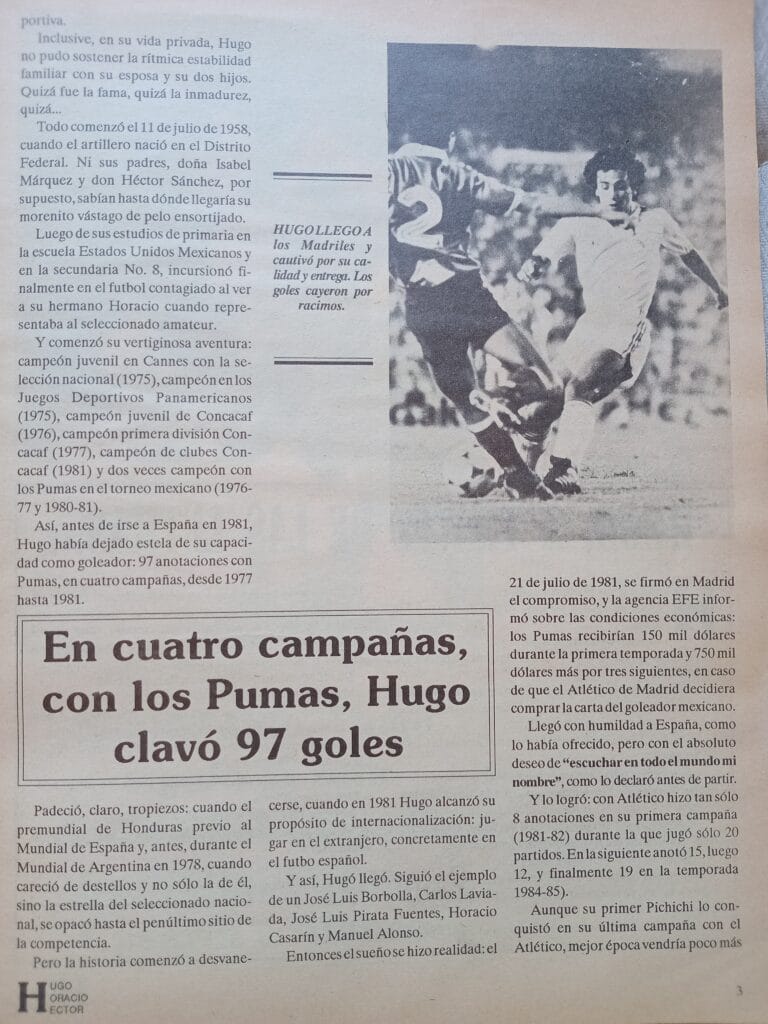 portiva.
Inclusive, en su vida privada, Hugo
no pudo sostener la rítmica estabilidad
familiar con su esposa y su dos hijos.
Quizá fue la fama, quizá la inmadurez,
quizá...
Todo comenzó el 11 de julio de 1958,
cuando el artillero nació en el Distrito
Federal. Ni sus padres, doña Isabel
Márquez y don Héctor Sánchez, por
supuesto, sabían hasta dónde llegaría su
morenito vástago de pelo ensortijado.
Luego de sus estudios de primaria en
la escuela Estados Unidos Mexicanos y
en la secundaria No. 8, incursionó fi-
nalmente en el futbol contagiado al ver
a su hermano Horacio cuando repre-
sentaba al seleccionado amateur.
Y comenzó su vertiginosa aventura:
campeón juvenil en Cannes con la se-
lección nacional (1975), campeón en los
Juegos Deportivos Panamericanos
(1975), campeón juvenil de Concacaf
(1976), campeón primera división Con-
cacaf (1977), campeón de clubes Con-
cacaf (1981) y dos veces campeón con
los Pumas en el torneo mexicano (1976-
77 y 1980-81).
Así, antes de irse a España en 1981,
Hugo había dejado estela de su capaci-
dad como goleador: 97 anotaciones con
Pumas, en cuatro campañas, desde 1977
hasta 1981.
HUGO LLEGO A
los Madriles y
cautivó por su ca-
lidad y entrega. Los
goles cayeron por
racimos.
2
En cuatro campañas,
con los Pumas, Hugo
clavó 97 goles
Padeció, claro, tropiezos: cuando el
premundial de Honduras previo al
Mundial de España y, antes, durante el
Mundial de Argentina en 1978, cuando
careció de destellos y no sólo la de él,
sino la estrella del seleccionado nacio-
nal, se opacó hasta el penúltimo sitio de
la competencia.
Pero la historia comenzó a desvane-
cerse, cuando en 1981 Hugo alcanzó su
propósito de internacionalización: ju-
gar en el extranjero, concretamente en
el futbo español.
Y así, Hugó llegó. Siguió el ejemplo
de un José Luis Borbolla, Carlos Lavia-
da, José Luis Pirata Fuentes, Horacio
Casarín y Manuel Alonso.
Entonces el sueño se hizo realidad: el
21 de julio de 1981, se firmó en Madrid
el compromiso, y la agencia EFE infor-
mó sobre las condiciones económicas:
los Pumas recibirían 150 mil dólares
durante la primera temporada y 750 mil
dólares más por tres siguientes, en caso
de que el Atlético de Madrid decidiera
comprar la carta del goleador mexicano.
Llegó con humildad a España, como
lo había ofrecido, pero con el absoluto
deseo de “escuchar en todo el mundo mi
nombre”, como lo declaró antes de partir.
Y lo logró: con Atlético hizo tan sólo
8 anotaciones en su primera campaña
(1981-82) durante la que jugó sólo 20
partidos. En la siguiente anotó 15, luego
12, y finalmente 19 en la temporada
1984-85).
Aunque su primer Pichichi lo con-
quistó en su última campaña con el
Atlético, mejor época vendría poco más
HUGO
HORACIO
HECTOR
3